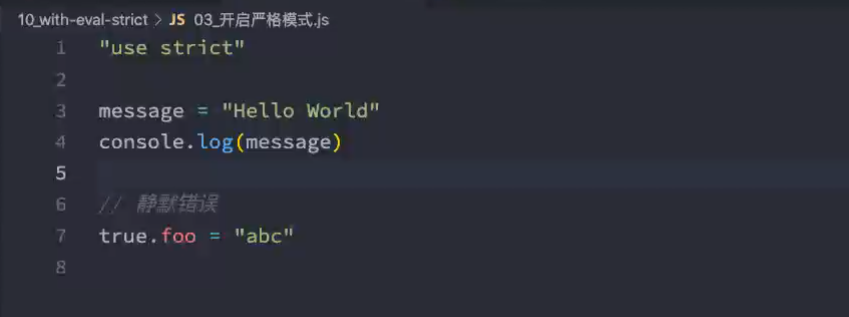 10_with-eval-strict > JS 03_开启严格模式.js
1 "use strict"
2
3 message = "Hello World"
4 console.log(message)
5
6 // 静默错误
7 true.foo = "abc"
8